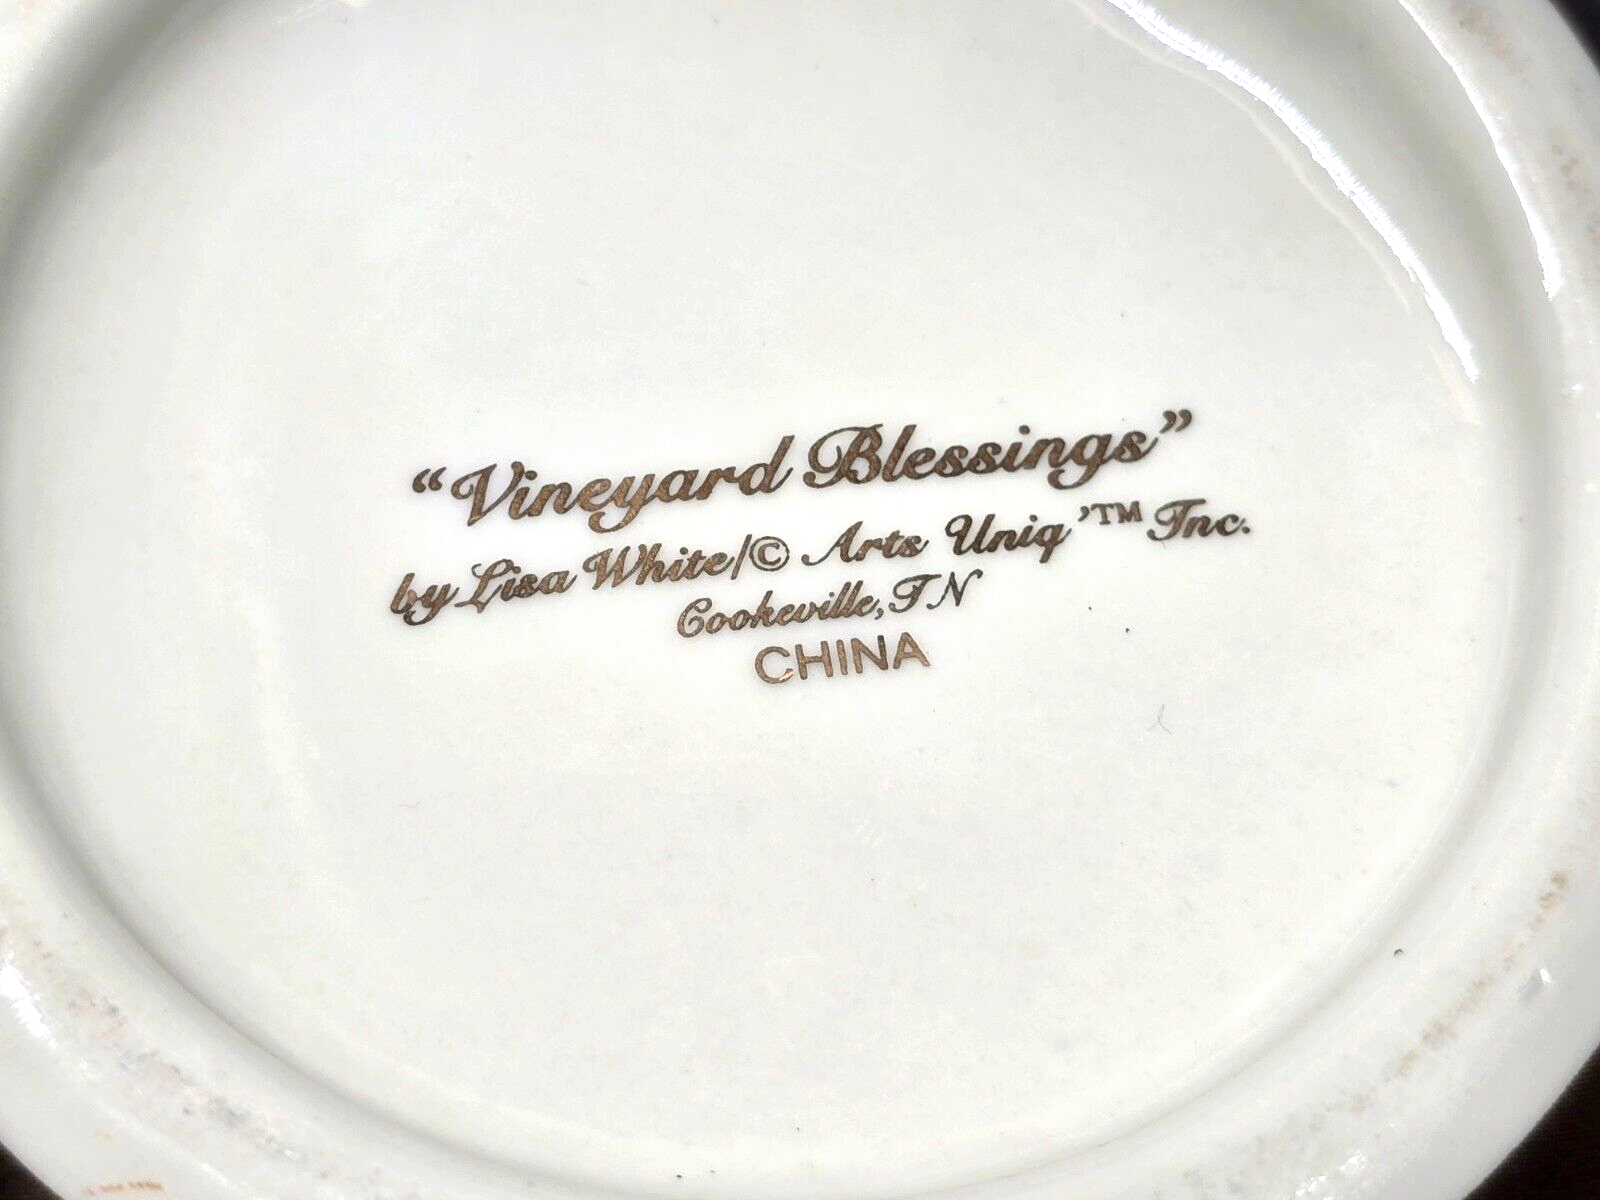 “Vineyard Blessings”
by Lisa White/© Arts Uniq’™ Inc.
Cookeville, TN
CHINA